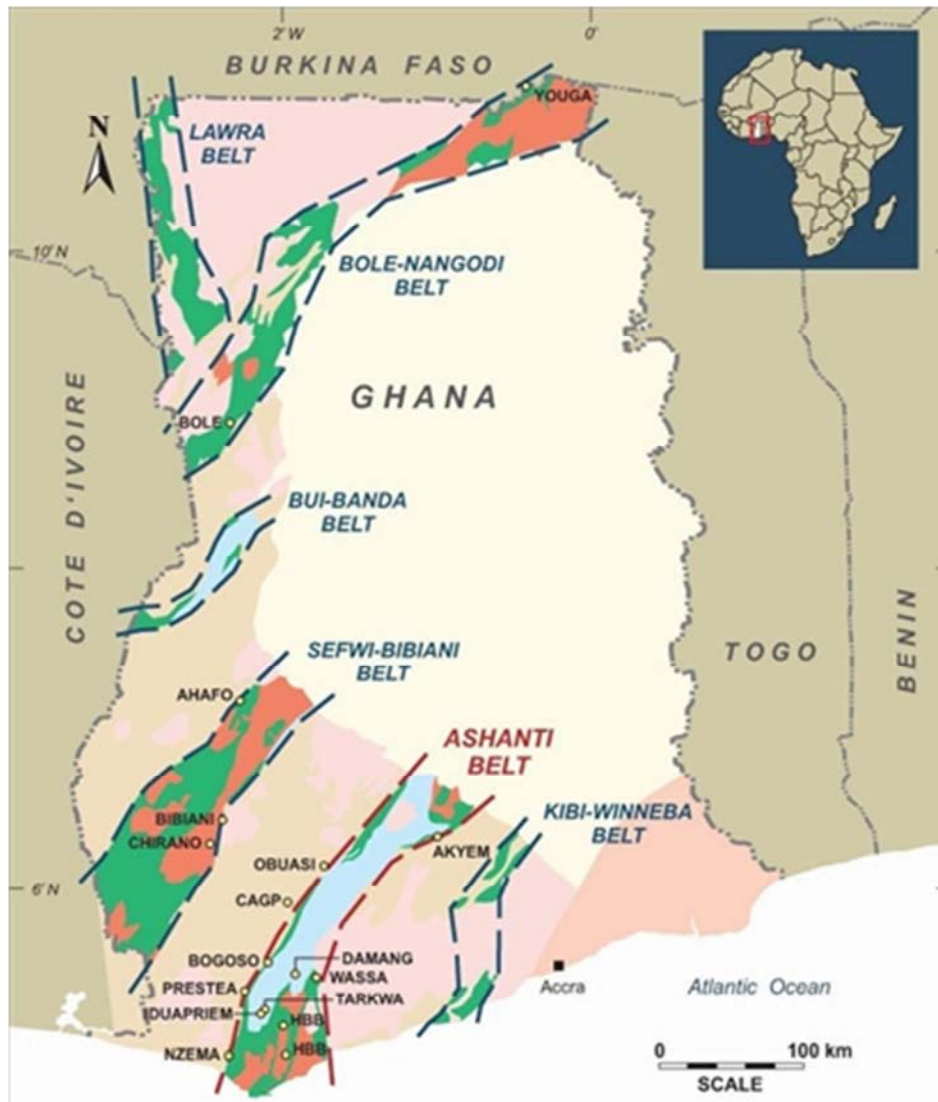 2° W
0°
BURKINA FASO
YOUGA
N
LAWRA
BELT
10° N
BOLE-NANGODI
BELT
GHANA
COTE D'IVOIRE
BOLE
BUI-BANDA
BELT
TOGO
BENIN
SEFWI-BIBIANI
BELT
AHAFO
ASHANTI
BELT
KIBI-WINNEBA
BELT
BIBIANI
CHIRANO
AKYEM
OBUASI
6° N
CAGP
BOGOSO
DAMANG
WASSA
PRESTEA
TARKWA
IDUAPRIEM
HBB
NZEMA
HBB
Accra
Atlantic Ocean
0
100 km
SCALE